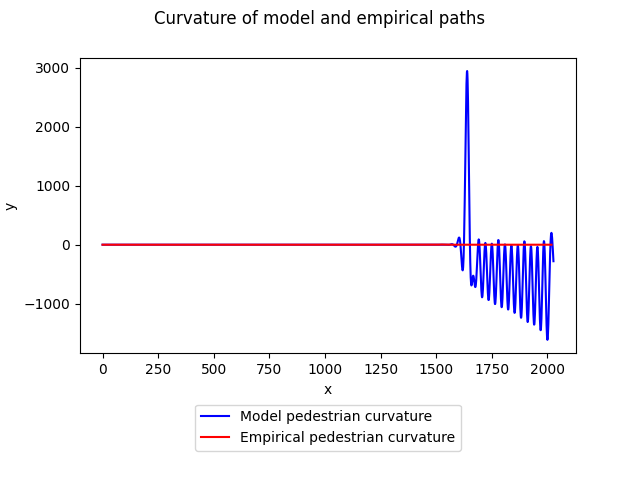 Curvature of model and empirical paths
3000
2000
1000
0
−1000
y
0 250 500 750 1000 1250 1500 1750 2000
x
Model pedestrian curvature
Empirical pedestrian curvature